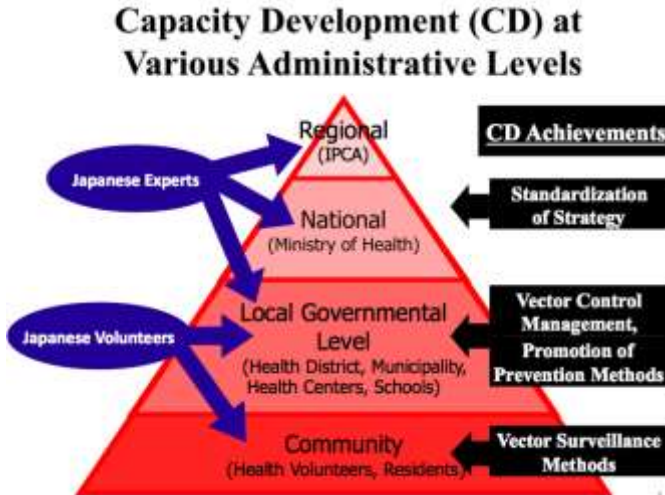 Capacity Development (CD) at
Various Administrative Levels
Regional
(IPCA)
CD Achievements
Japanese Experts
Standardization
of Strategy
National
(Ministry of Health)
Local Governmental
Level
(Health District, Municipality,
Health Centers, Schools)
Vector Control
Management,
Promotion of
Prevention Methods
Japanese Volunteers
Community
(Health Volunteers, Residents)
Vector Surveillance
Methods